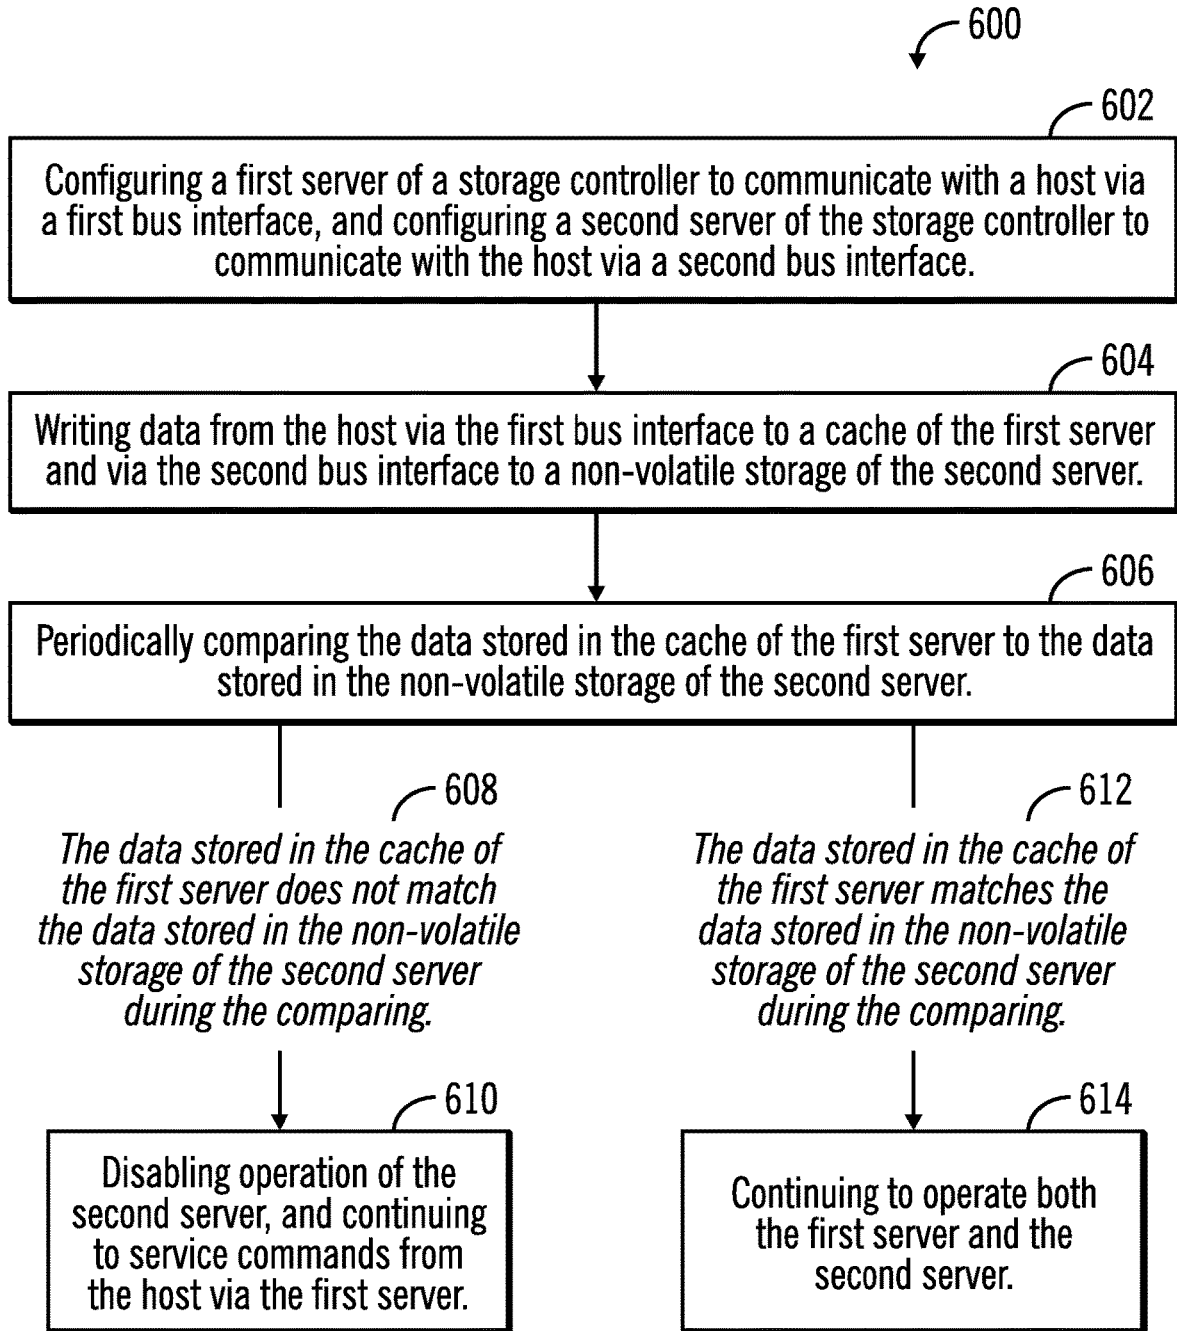 600
602
Configuring a first server of a storage controller to communicate with a host via
a first bus interface, and configuring a second server of the storage controller to
communicate with the host via a second bus interface.
604
Writing data from the host via the first bus interface to a cache of the first server
and via the second bus interface to a non-volatile storage of the second server.
606
Periodically comparing the data stored in the cache of the first server to the data
stored in the non-volatile storage of the second server.
608
The data stored in the cache of
the first server does not match
the data stored in the non-volatile
storage of the second server
during the comparing.
612
The data stored in the cache of
the first server matches the
data stored in the non-volatile
storage of the second server
during the comparing.
610
Disabling operation of the
second server, and continuing
to service commands from
the host via the first server.
614
Continuing to operate both
the first server and the
second server.